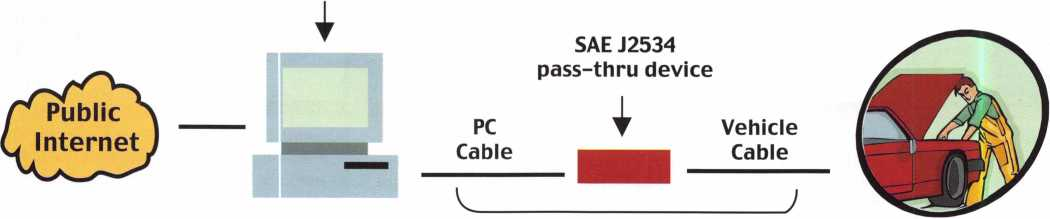 SAE J2534
pass-thru device
Public
Internet
PC
Cable
Vehicle
Cable